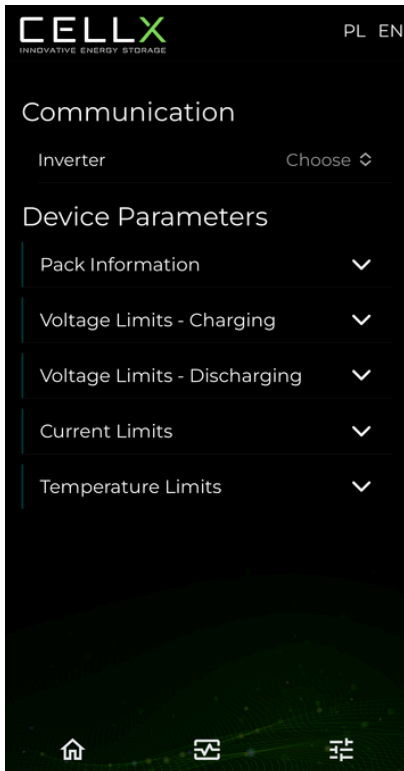 CELLX
INNOVATIVE ENERGY STORAGE
PL EN
Communication
Inverter Choose
Device Parameters
Pack Information
Voltage Limits - Charging
Voltage Limits - Discharging
Current Limits
Temperature Limits